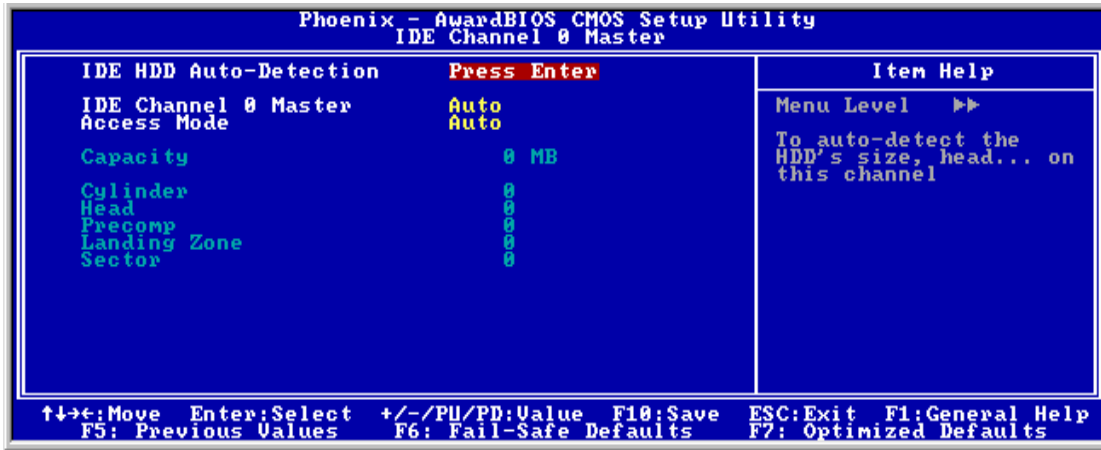 Phoenix - AwardBIOS CMOS Setup Utility
IDE Channel 0 Master
IDE HDD Auto-Detection Press Enter
IDE Channel 0 Master Auto
Access Mode Auto
Capacity 0 MB
Cylinder 0
Head 0
Precomp 0
Landing Zone 0
Sector 0
Item Help
Menu Level ▶▶
To auto-detect the
HDD's size, head... on
this channel
↑↓→←:Move Enter:Select +/-/PU/PD:Value F10:Save ESC:Exit F1:General Help
F5: Previous Values F6: Fail-Safe Defaults F7: Optimized Defaults